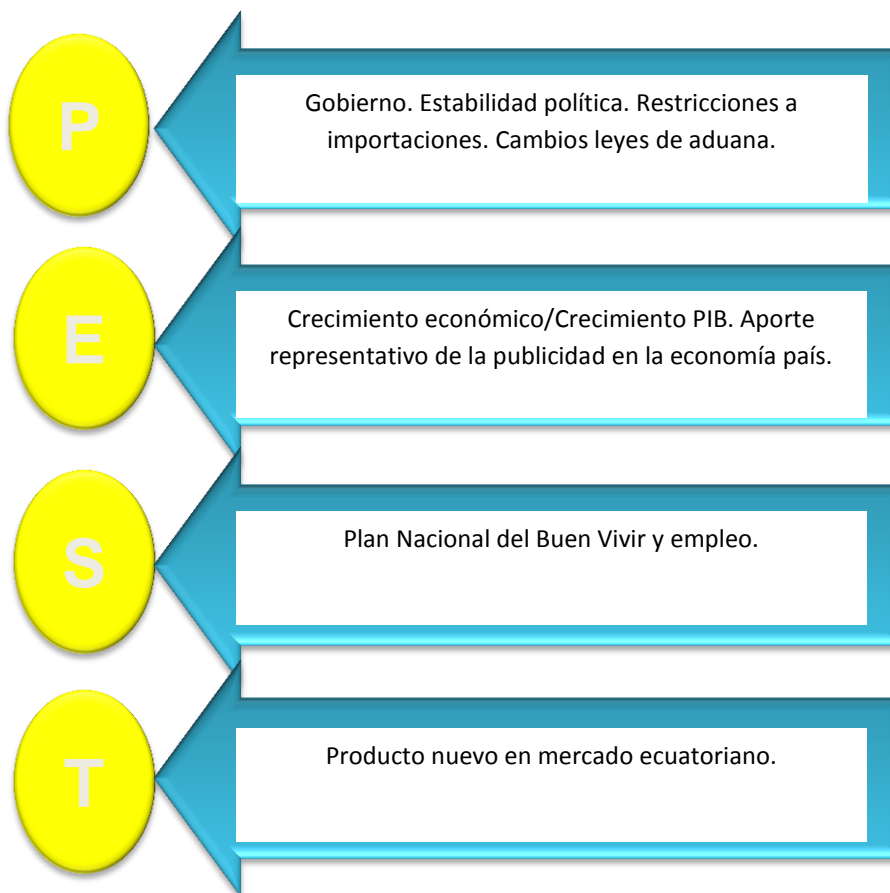 P
Gobierno. Estabilidad política. Restricciones a
importaciones. Cambios leyes de aduana.
E
Crecimiento económico/Crecimiento PIB. Aporte
representativo de la publicidad en la economía país.
S
Plan Nacional del Buen Vivir y empleo.
T
Producto nuevo en mercado ecuatoriano.